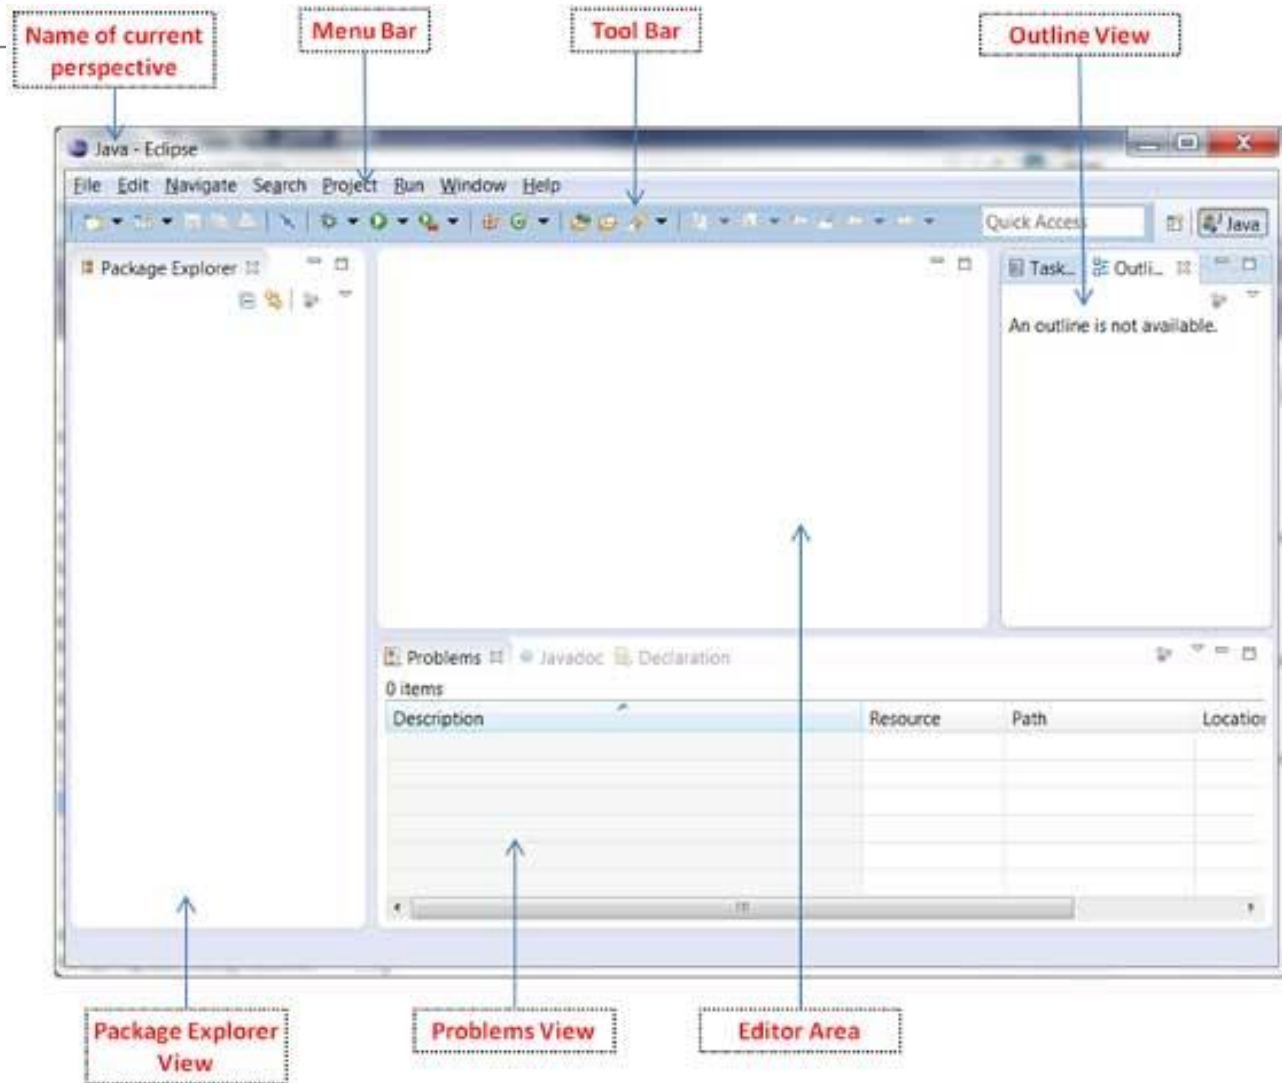 Name of current
perspective
Menu Bar
Tool Bar
Outline View
Java - Eclipse
File Edit Navigate Search Project Run Window Help
Quick Access
Java
Package Explorer
Task...
Outli...
An outline is not available.
Problems
Javadoc
Declaration
0 items
Description
Resource
Path
Location
Package Explorer
View
Problems View
Editor Area